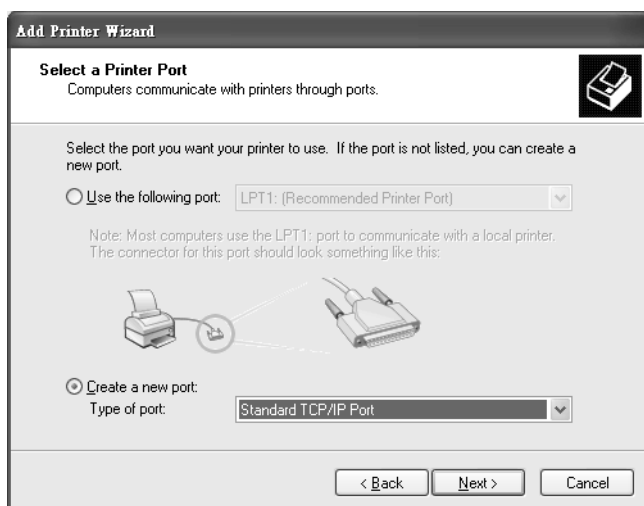 Add Printer Wizard
Select a Printer Port
Computers communicate with printers through ports.
Select the port you want your printer to use. If the port is not listed, you can create a
new port.
Use the following port:
LPT1: (Recommended Printer Port)
Note: Most computers use the LPT1: port to communicate with a local printer.
The connector for this port should look something like this:
Create a new port:
Type of port:
Standard TCP/IP Port
< Back
Next >
Cancel